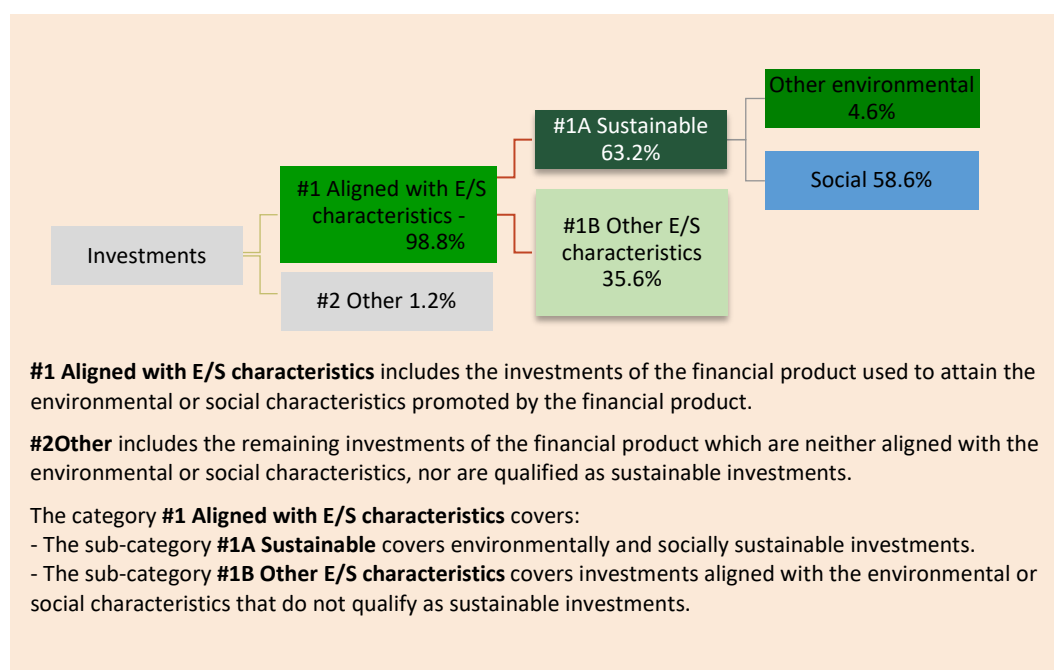 Other environmental
4.6%
#1A Sustainable
63.2%
Social 58.6%
#1 Aligned with E/S
characteristics -
98.8%
#1B Other E/S
characteristics
35.6%
Investments
#2 Other 1.2%
#1 Aligned with E/S characteristics includes the investments of the financial product used to attain the
environmental or social characteristics promoted by the financial product.
#2Other includes the remaining investments of the financial product which are neither aligned with the
environmental or social characteristics, nor are qualified as sustainable investments.
The category #1 Aligned with E/S characteristics covers:
- The sub-category #1A Sustainable covers environmentally and socially sustainable investments.
- The sub-category #1B Other E/S characteristics covers investments aligned with the environmental or
social characteristics that do not qualify as sustainable investments.